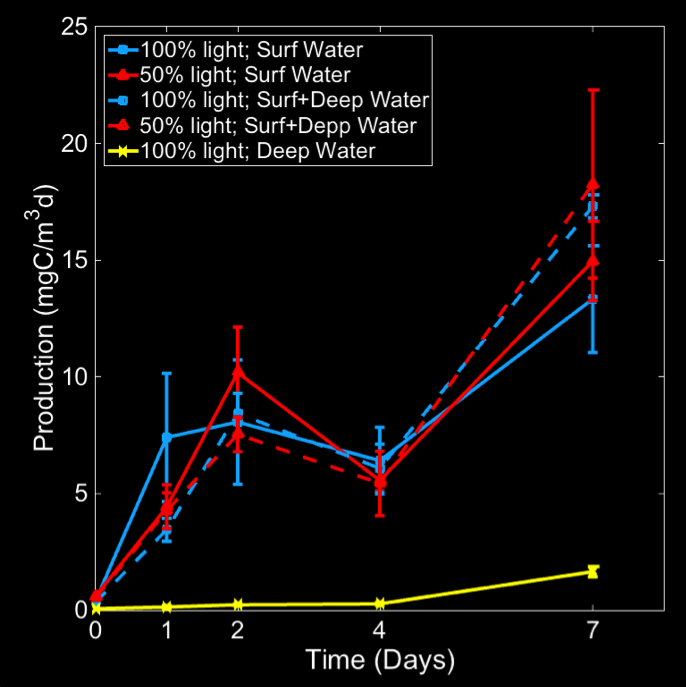 25
100% light; Surf Water
50% light; Surf Water
100% light; Surf+Deep Water
50% light; Surf+Depp Water
100% light; Deep Water
20
15
10
5
0
Production (mgC/m³d)
0 1 2 4 7
Time (Days)